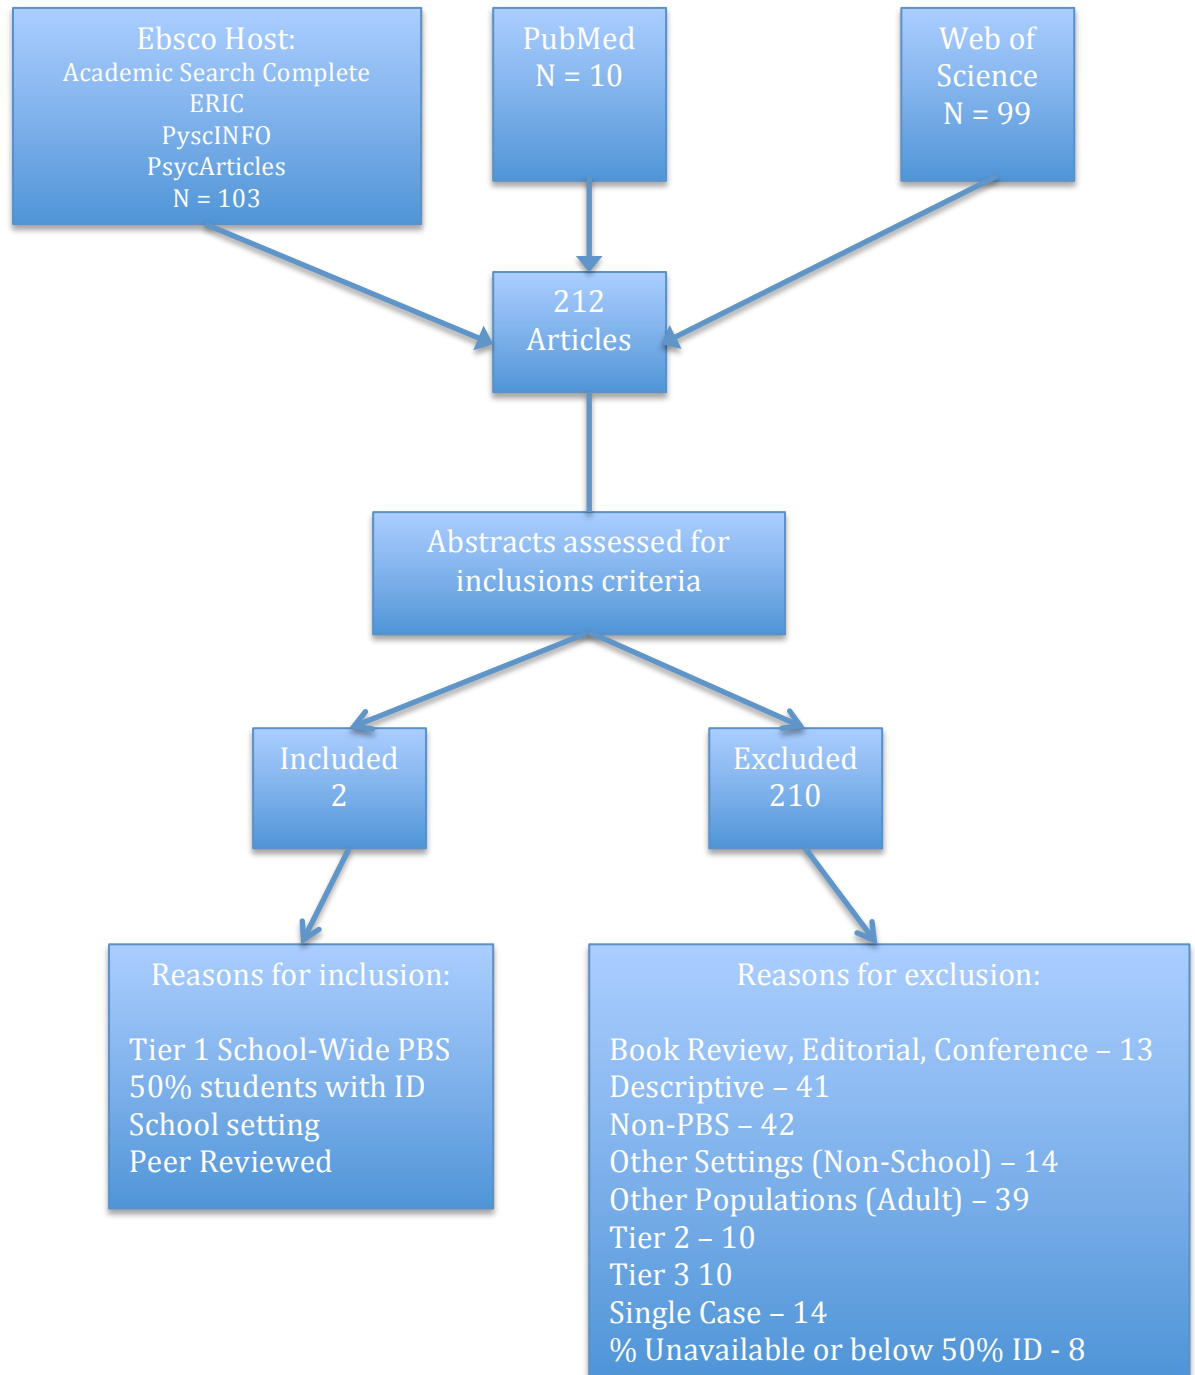 Ebsco Host:
Academic Search Complete
ERIC
PyscINFO
PsycArticles
N = 103
PubMed
N = 10
Web of
Science
N = 99
212
Articles
Abstracts assessed for
inclusions criteria
Included
2
Excluded
210
Reasons for inclusion:
Tier 1 School-Wide PBS
50% students with ID
School setting
Peer Reviewed
Reasons for exclusion:
Book Review, Editorial, Conference – 13
Descriptive – 41
Non-PBS – 42
Other Settings (Non-School) – 14
Other Populations (Adult) – 39
Tier 2 – 10
Tier 3 10
Single Case – 14
% Unavailable or below 50% ID - 8